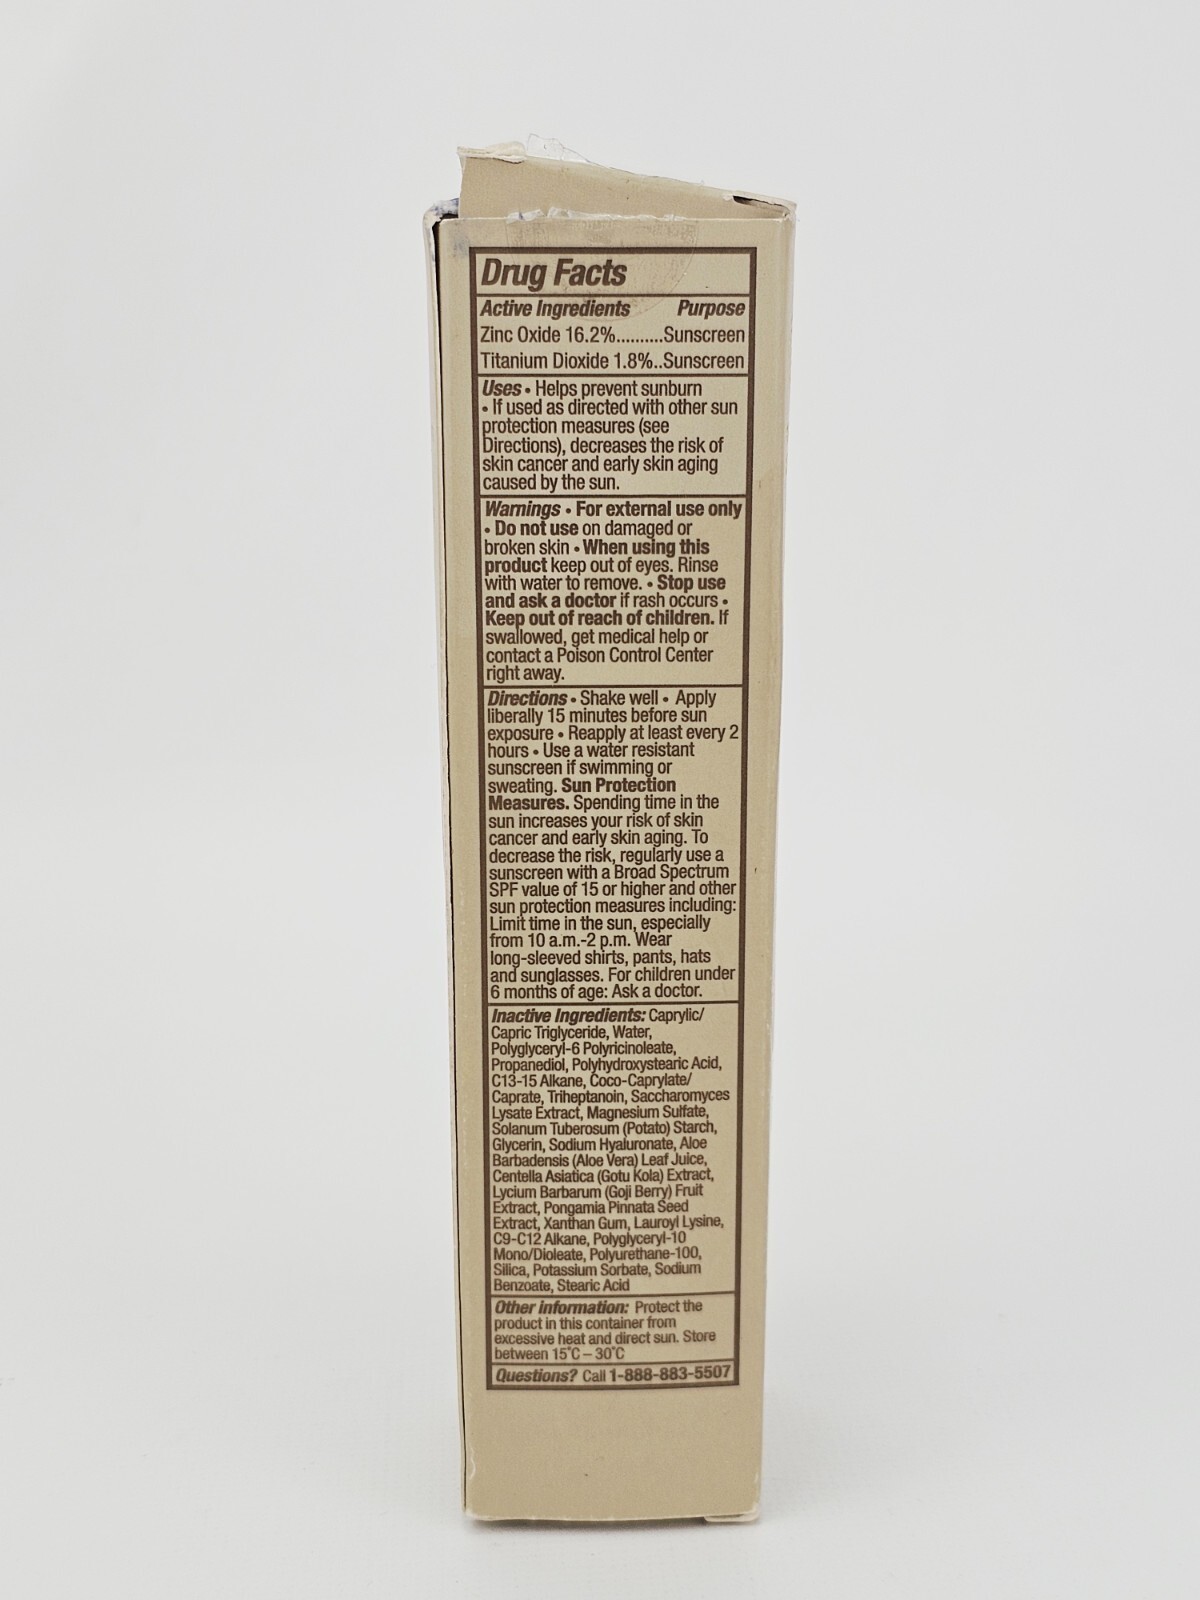 Drug Facts
Active Ingredients Purpose
Zinc Oxide 16.2%..........Sunscreen
Titanium Dioxide 1.8%..Sunscreen
Uses • Helps prevent sunburn
• If used as directed with other sun
protection measures (see
Directions), decreases the risk of
skin cancer and early skin aging
caused by the sun.
Warnings • For external use only
• Do not use on damaged or
broken skin • When using this
product keep out of eyes. Rinse
with water to remove. • Stop use
and ask a doctor if rash occurs •
Keep out of reach of children. If
swallowed, get medical help or
contact a Poison Control Center
right away.
Directions • Shake well • Apply
liberally 15 minutes before sun
exposure • Reapply at least every 2
hours • Use a water resistant
sunscreen if swimming or
sweating. Sun Protection
Measures. Spending time in the
sun increases your risk of skin
cancer and early skin aging. To
decrease the risk, regularly use a
sunscreen with a Broad Spectrum
SPF value of 15 or higher and other
sun protection measures including:
Limit time in the sun, especially
from 10 a.m.-2 p.m. Wear
long-sleeved shirts, pants, hats
and sunglasses. For children under
6 months of age: Ask a doctor.
Inactive Ingredients: Caprylic/
Capric Triglyceride, Water,
Polyglyceryl-6 Polyricinoleate,
Propanediol, Polyhydroxystearic Acid,
C13-15 Alkane, Coco-Caprylate/
Caprate, Triheptanoin, Saccharomyces
Lysate Extract, Magnesium Sulfate,
Solanum Tuberosum (Potato) Starch,
Glycerin, Sodium Hyaluronate, Aloe
Barbadensis (Aloe Vera) Leaf Juice,
Centella Asiatica (Gotu Kola) Extract,
Lycium Barbarum (Goji Berry) Fruit
Extract, Pongamia Pinnata Seed
Extract, Xanthan Gum, Lauroyl Lysine,
C9-C12 Alkane, Polyglyceryl-10
Mono/Dioleate, Polyurethane-100,
Silica, Potassium Sorbate, Sodium
Benzoate, Stearic Acid
Other information: Protect the
product in this container from
excessive heat and direct sun. Store
between 15°C – 30°C
Questions? Call 1-888-883-5507